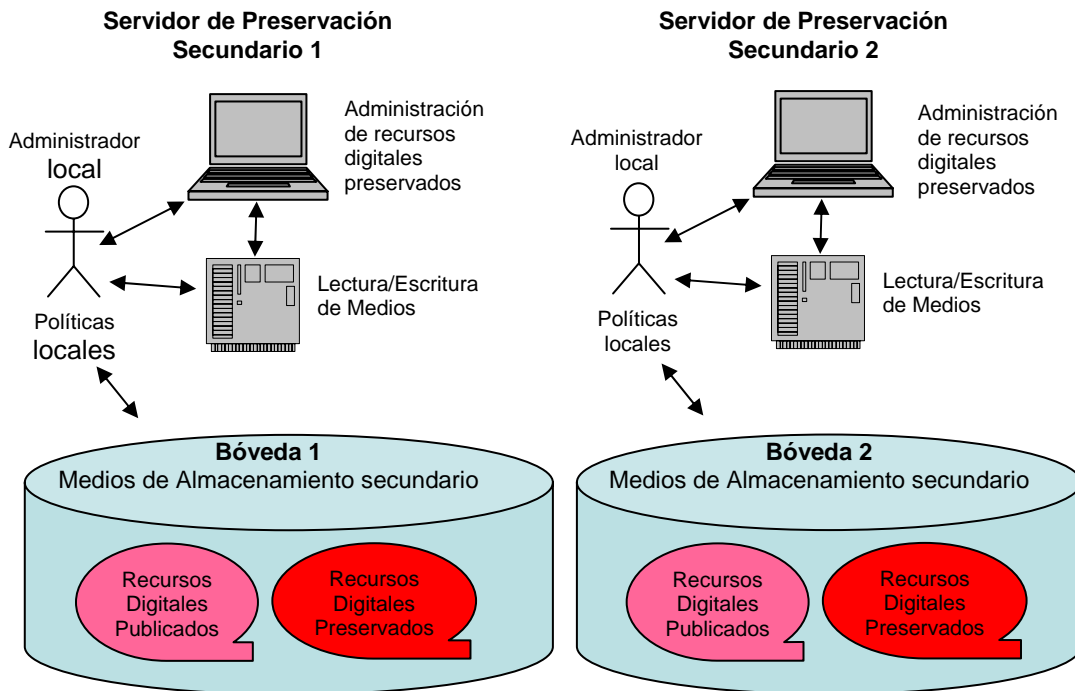 Servidor de Preservación
Secundario 1
Administrador
local
Administración
de recursos
digitales
preservados
Lectura/Escritura
de Medios
Políticas
locales
Bóveda 1
Medios de Almacenamiento secundario
Recursos
Digitales
Publicados
Recursos
Digitales
Preservados
Servidor de Preservación
Secundario 2
Administrador
local
Administración
de recursos
digitales
preservados
Lectura/Escritura
de Medios
Políticas
locales
Bóveda 2
Medios de Almacenamiento secundario
Recursos
Digitales
Publicados
Recursos
Digitales
Preservados